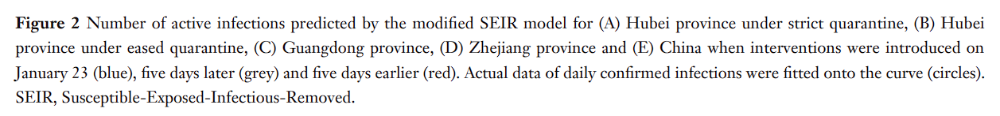 Figure 2 Number of active infections predicted by the modified SEIR model for (A) Hubei province under strict quarantine, (B) Hubei
province under eased quarantine, (C) Guangdong province, (D) Zhejiang province and (E) China when interventions were introduced on
January 23 (blue), five days later (grey) and five days earlier (red). Actual data of daily confirmed infections were fitted onto the curve (circles).
SEIR, Susceptible-Exposed-Infectious-Removed.